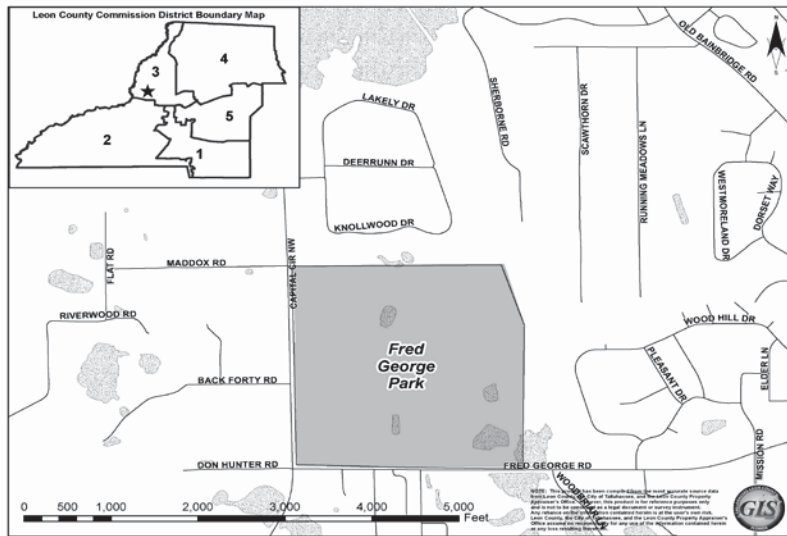 Leon County Commission District Boundary Map
4
3
5
2
1
OLD BAINBRIDGE RD
N
LAKELY DR
SHERBORNE RD
SCAWTHORN DR
DEERRUNN DR
RUNNING MEADOWS LN
WESTMORELAND DR
DORSET WAY
KNOLLWOOD DR
CAPITAL CIR NW
FLAT RD
MADDOX RD
RIVERWOOD RD
WOOD HILL DR
Fred
George
Park
PLEASANT DR
ELDER LN
BACK FORTY RD
MISSION RD
DON HUNTER RD
FRED GEORGE RD
0 500 1,000 2,000 3,000 4,000 5,000
Feet
GIS